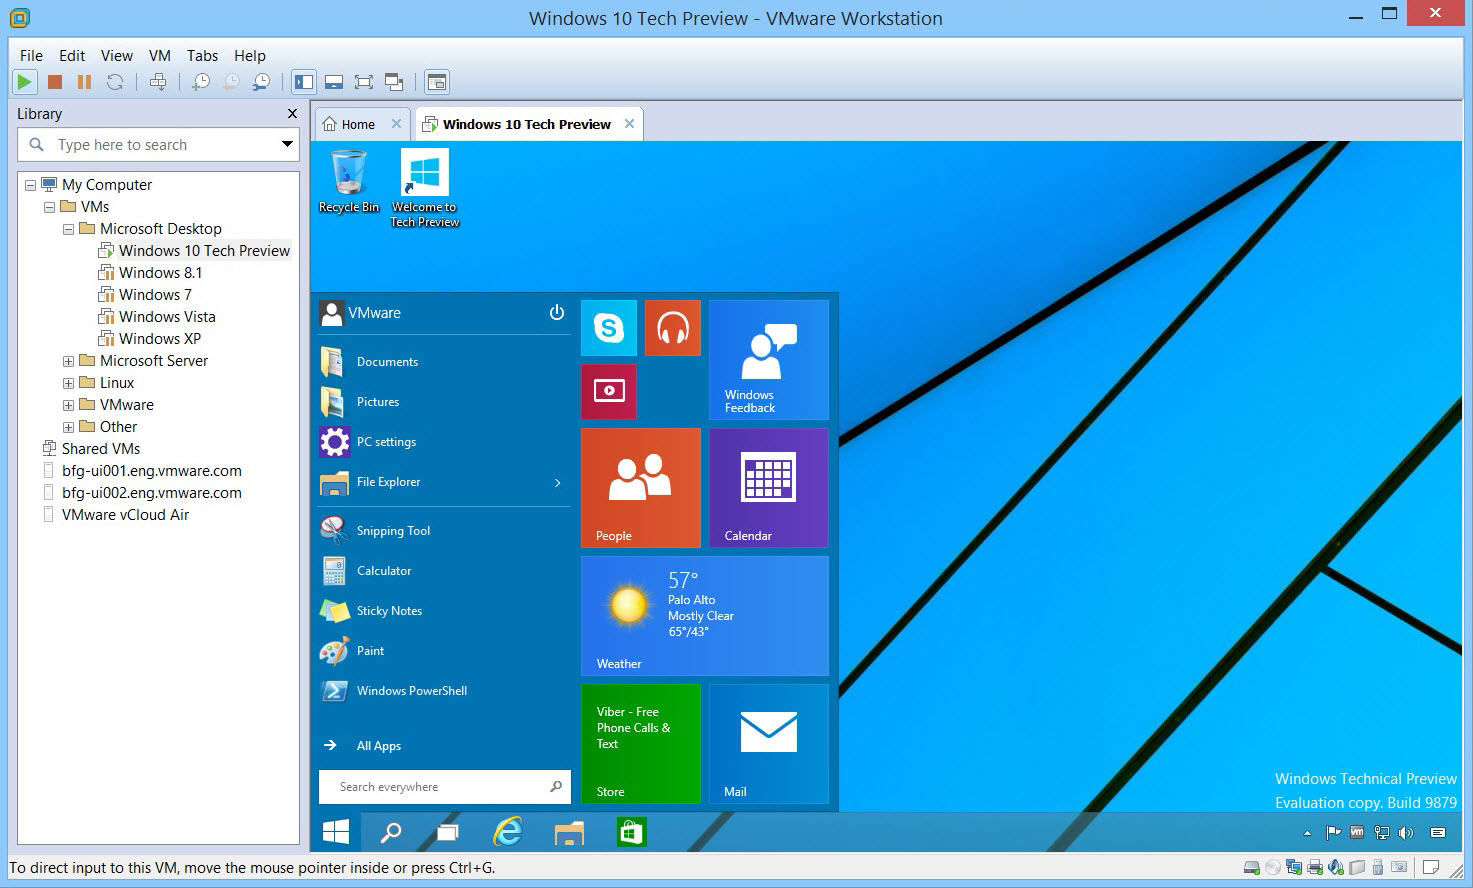 Windows 10 Tech Preview - VMware Workstation
File Edit View VM Tabs Help
Library
Type here to search
My Computer
VMs
Microsoft Desktop
Windows 10 Tech Preview
Windows 8.1
Windows 7
Windows Vista
Windows XP
Microsoft Server
Linux
VMware
Other
Shared VMs
bfg-ui001.eng.vmware.com
bfg-ui002.eng.vmware.com
VMware vCloud Air
Home
Windows 10 Tech Preview
Recycle Bin
Welcome to
Tech Preview
VMware
Documents
Pictures
PC settings
File Explorer
Snipping Tool
Calculator
Sticky Notes
Paint
Windows PowerShell
All Apps
Search everywhere
Windows
Feedback
People
Calendar
57°
Palo Alto
Mostly Clear
65°/43°
Weather
Viber - Free
Phone Calls &
Text
Store
Mail
Windows Technical Preview
Evaluation copy. Build 9879
To direct input to this VM, move the mouse pointer inside or press Ctrl+G.